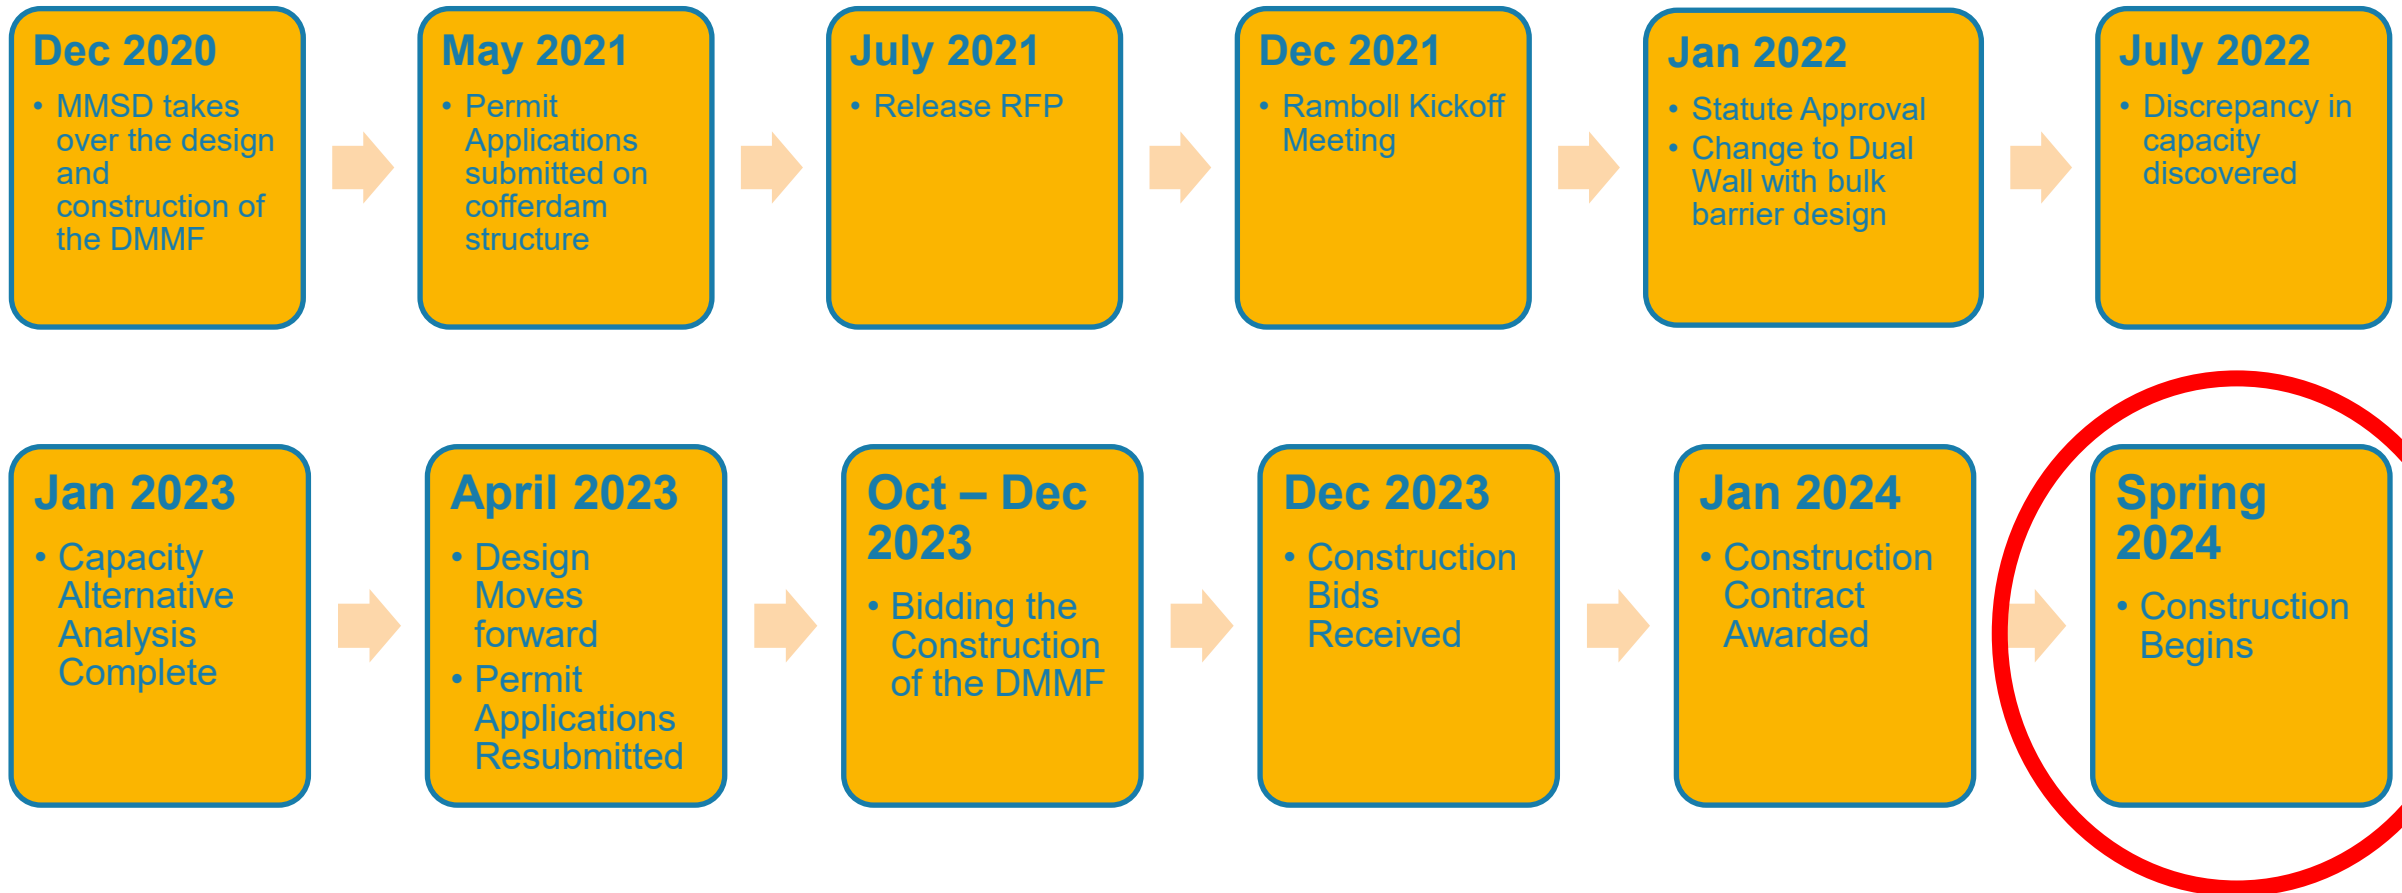 Dec 2020
• MMSD takes
over the design
and
construction of
the DMMF
May 2021
• Permit
Applications
submitted on
cofferdam
structure
July 2021
• Release RFP
Dec 2021
• Ramboll Kickoff
Meeting
Jan 2022
• Statute Approval
• Change to Dual
Wall with bulk
barrier design
July 2022
• Discrepancy in
capacity
discovered
Jan 2023
• Capacity
Alternative
Analysis
Complete
April 2023
• Design
Moves
forward
• Permit
Applications
Resubmitted
Oct – Dec
2023
• Bidding the
Construction
of the DMMF
Dec 2023
• Construction
Bids
Received
Jan 2024
• Construction
Contract
Awarded
Spring
2024
• Construction
Begins